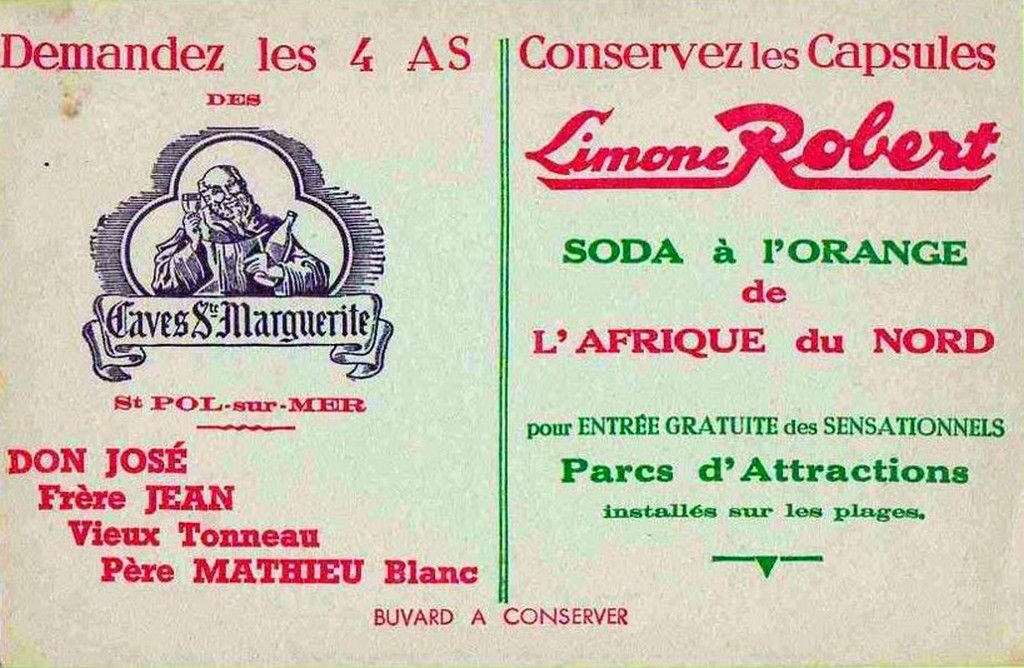 Demandez les 4 AS
DES
Caves Ste Marguerite
St POL-sur-MER
DON JOSÉ
Frère JEAN
Vieux Tonneau
Père MATHIEU Blanc
Conservez les Capsules
Limone Robert
SODA à l'ORANGE
de
L'AFRIQUE du NORD
pour ENTRÉE GRATUITE des SENSATIONNELS
Parcs d'Attractions
installés sur les plages.
BUVARD A CONSERVER